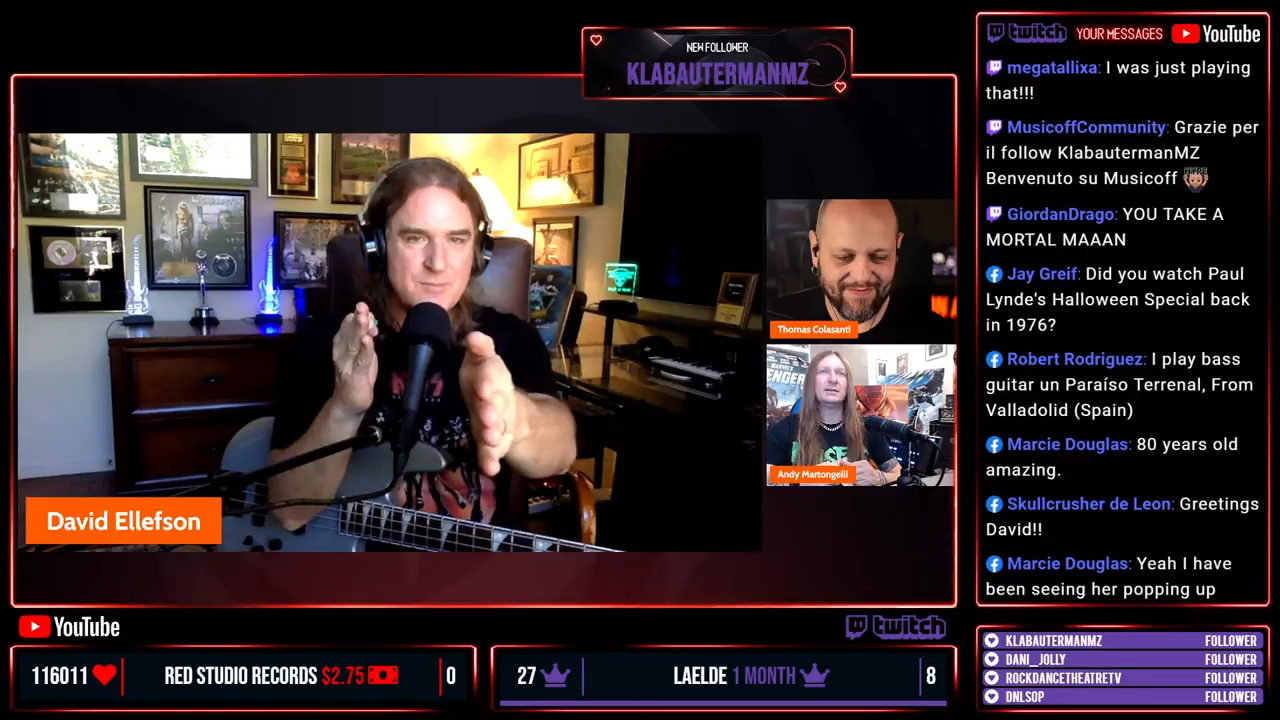 NEW FOLLOWER
KLABAUTERMANMZ
twitch YOUR MESSAGES YouTube
megatallixa: I was just playing
that!!!
MusicoffCommunity: Grazie per
il follow KlabautermanMZ
Benvenuto su Musicoff HYPE
GiordanDrago: YOU TAKE A
MORTAL MAAAN
Jay Greif: Did you watch Paul
Lynde's Halloween Special back
in 1976?
Robert Rodriguez: I play bass
guitar un Paraíso Terrenal, From
Valladolid (Spain)
Marcie Douglas: 80 years old
amazing.
Skullcrusher de Leon: Greetings
David!!
Marcie Douglas: Yeah I have
been seeing her popping up
Thomas Colasanti
Andy Martongelli
David Ellefson
YouTube
twitch
116011
RED STUDIO RECORDS $2.75
0
27
LAELDE 1 MONTH
8
KLABAUTERMANMZ FOLLOWER
DANI_JOLLY FOLLOWER
ROCKDANCETHEATRETV FOLLOWER
DNLSOP FOLLOWER